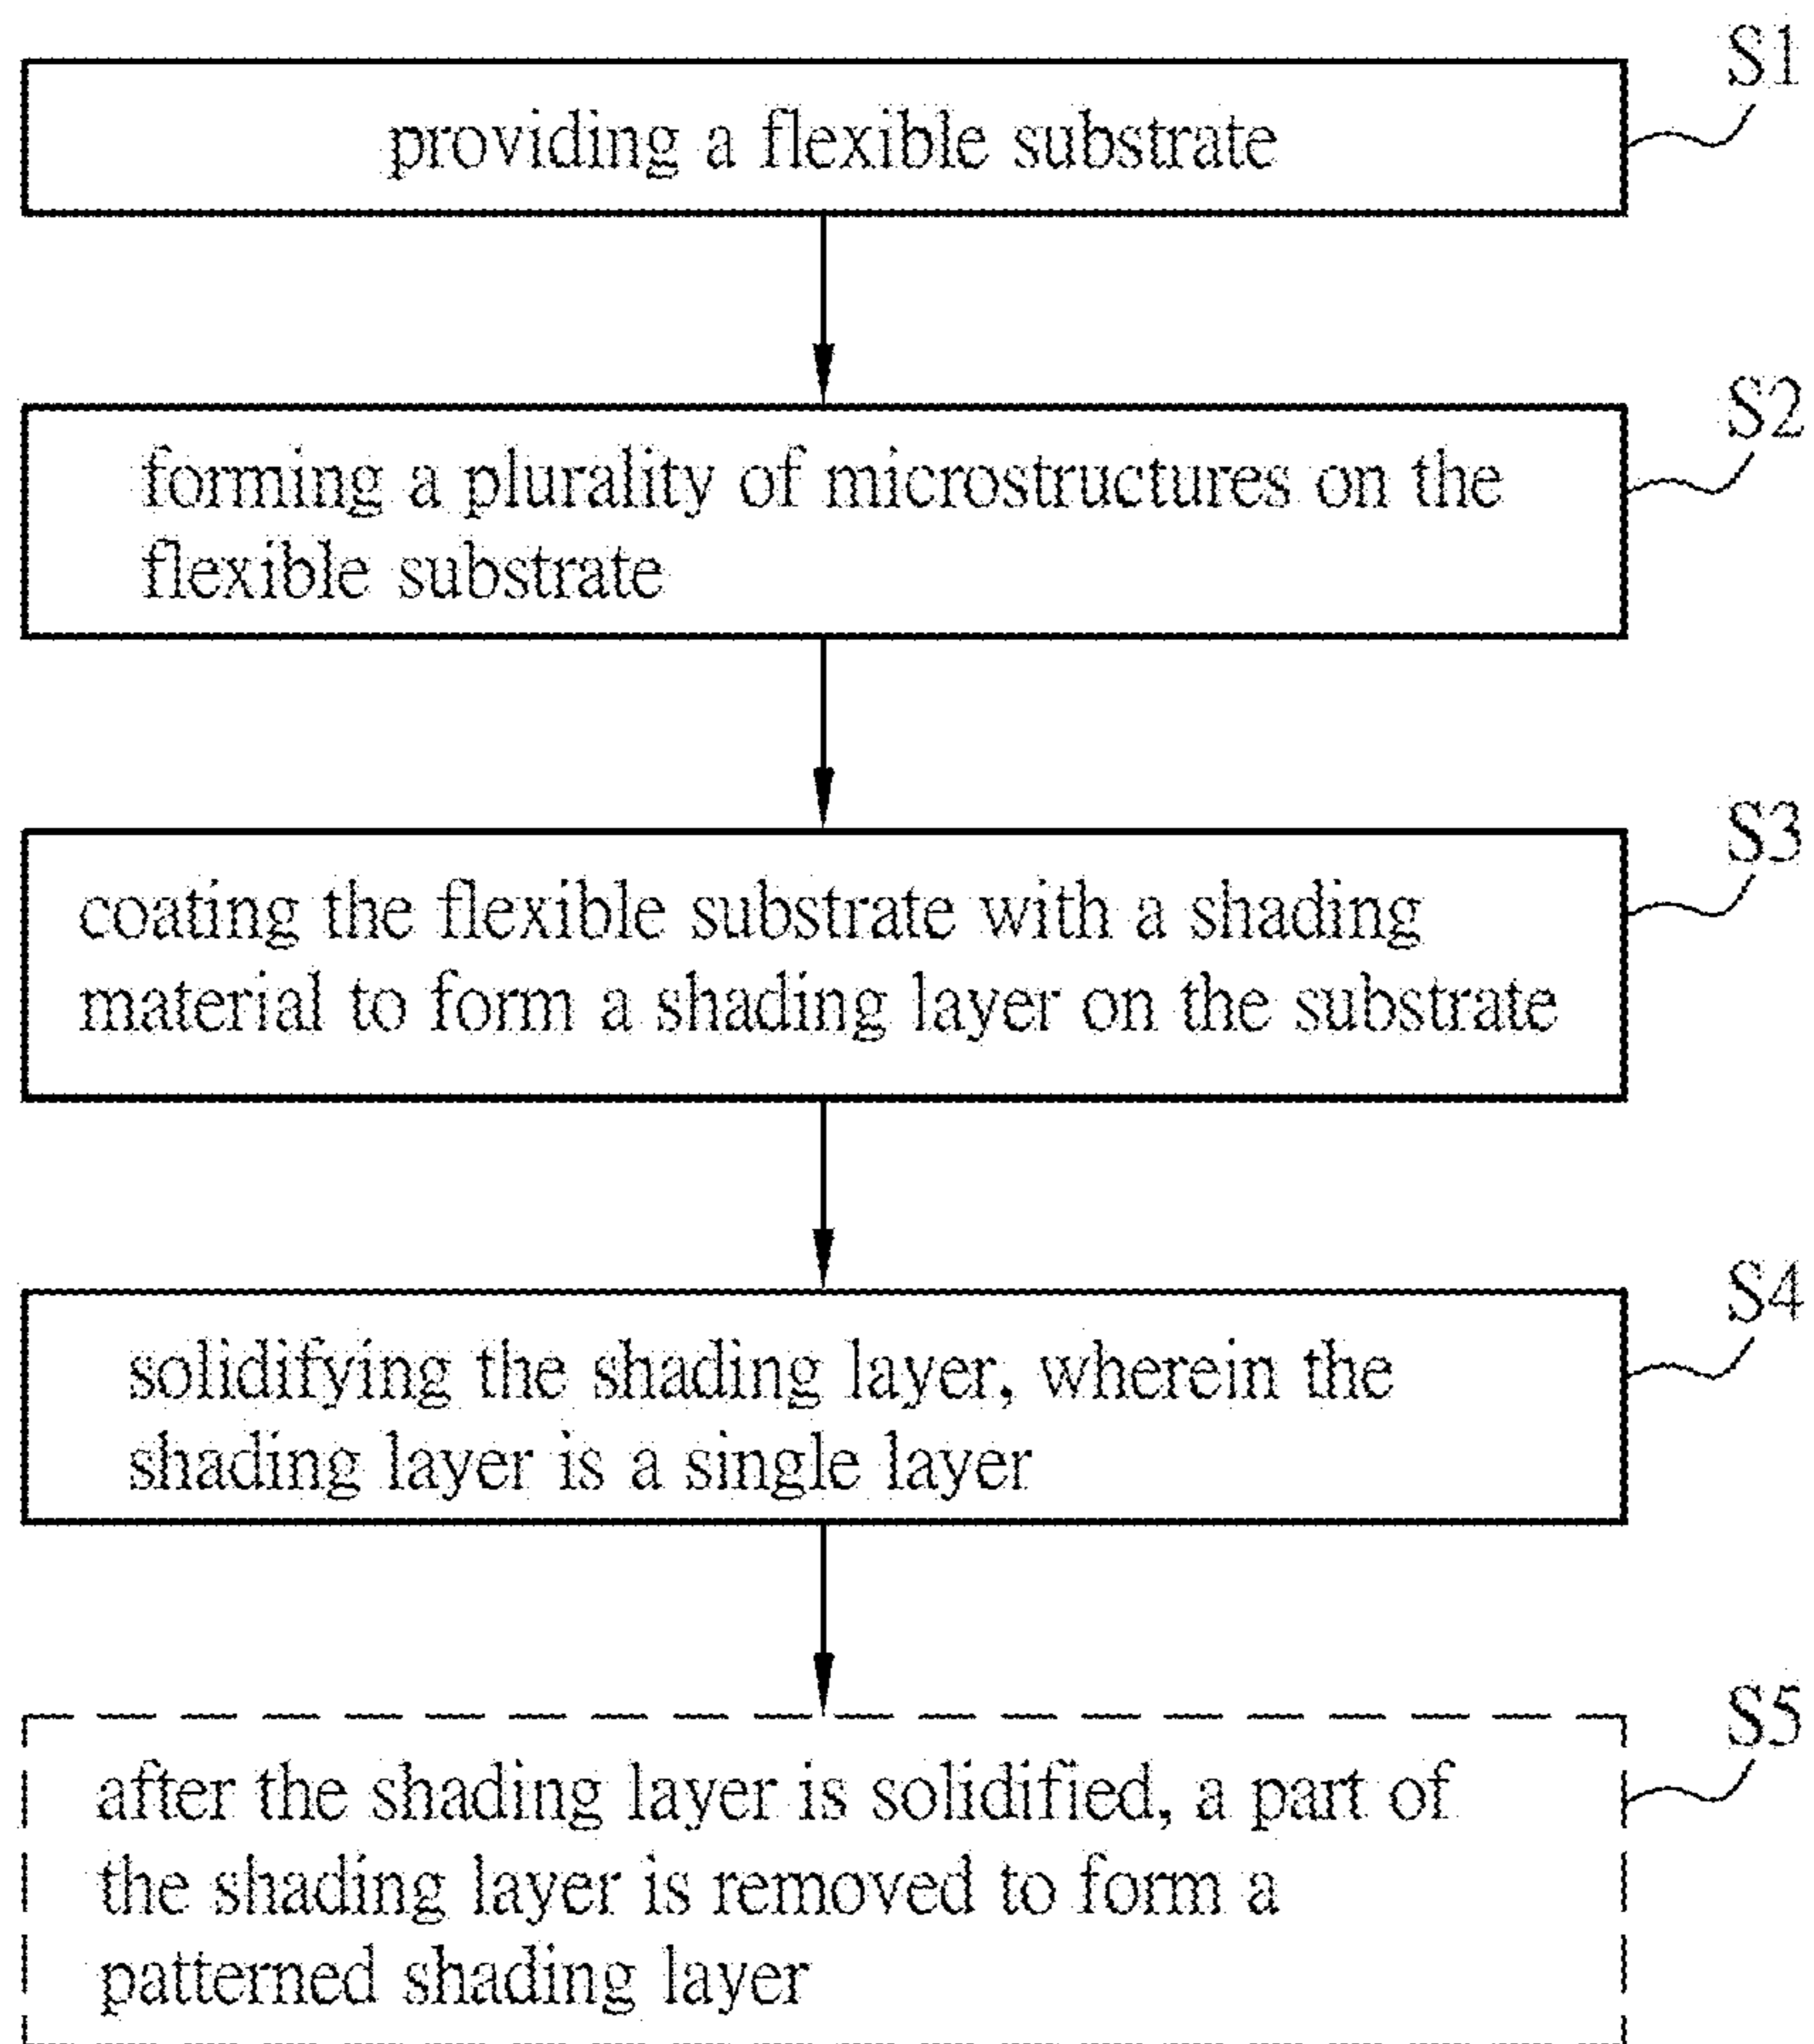 S1
providing a flexible substrate
S2
forming a plurality of microstructures on the
flexible substrate
S3
coating the flexible substrate with a shading
material to form a shading layer on the substrate
S4
solidifying the shading layer, wherein the
shading layer is a single layer
S5
after the shading layer is solidified, a part of
the shading layer is removed to form a
patterned shading layer